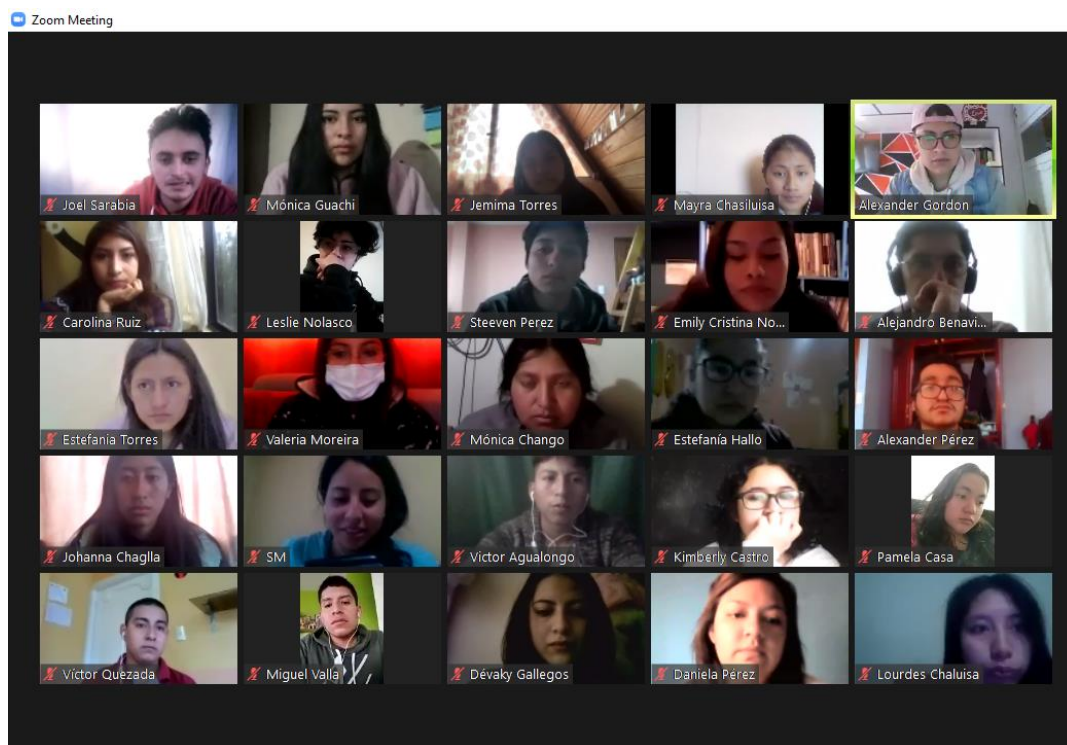 Zoom Meeting
Joel Sarabia
Mónica Guachi
Jemima Torres
Mayra Chasiluisa
Alexander Gordon
Carolina Ruiz
Leslie Nolasco
Steeven Perez
Emily Cristina No...
Alejandro Benavi...
Estefanía Torres
Valeria Moreira
Mónica Chango
Estefanía Hallo
Alexander Pérez
Johanna Chaglla
SM
Victor Agualongo
Kimberly Castro
Pamela Casa
Víctor Quezada
Miguel Valla
Dévaky Gallegos
Daniela Pérez
Lourdes Chaluisa